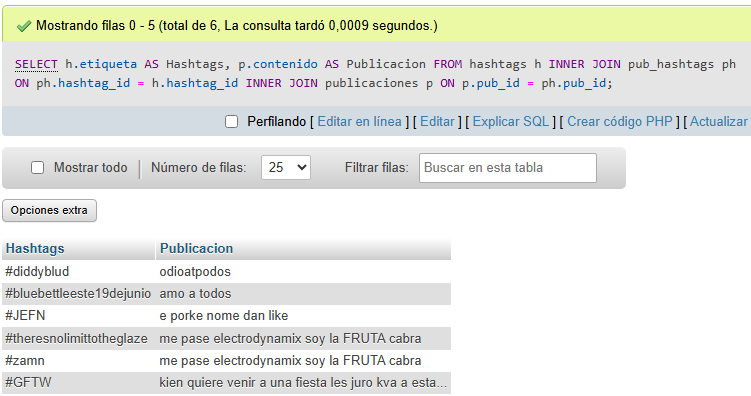 Mostrando filas 0 - 5 (total de 6, La consulta tardó 0,0009 segundos.)
SELECT h.etiqueta AS Hashtags, p.contenido AS Publicacion FROM hashtags h INNER JOIN pub_hashtags ph
ON ph.hashtag_id = h.hashtag_id INNER JOIN publicaciones p ON p.pub_id = ph.pub_id;
Perfilando [ Editar en línea ] [ Editar ] [ Explicar SQL ] [ Crear código PHP ] [ Actualizar
Mostrar todo | Número de filas: 25 Filtrar filas: Buscar en esta tabla
Opciones extra
Hashtags Publicacion
#diddyblud odioatpodos
#bluebettleeste19dejunio amo a todos
#JEFN e porke nome dan like
#theresnolimittotheglaze me pase electrodynamix soy la FRUTA cabra
#zamn me pase electrodynamix soy la FRUTA cabra
#GFTW kien quiere venir a una fiesta les juro kva a esta...